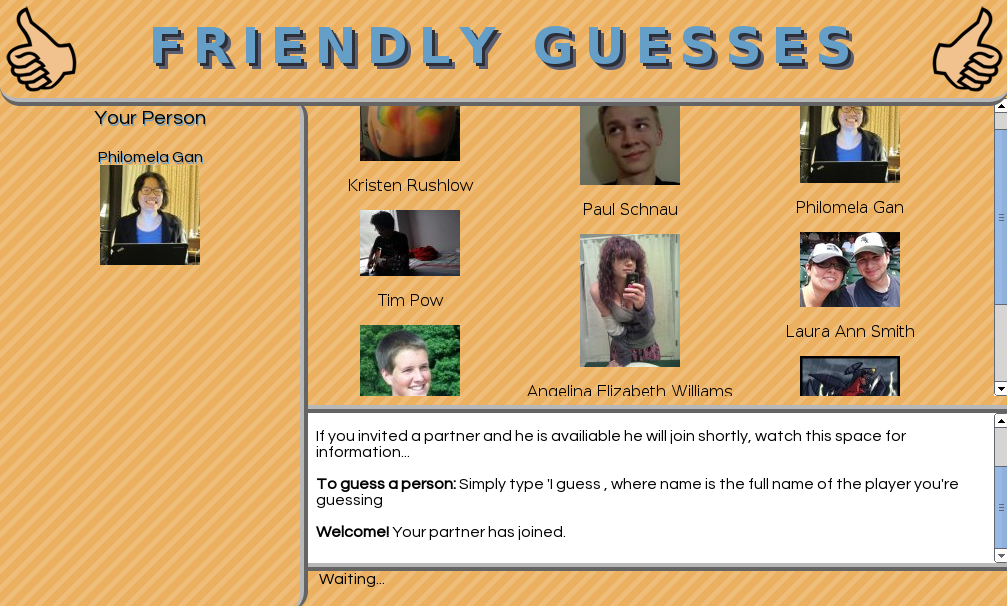 FRIENDLY GUESSES
Your Person
Philomela Gan
Kristen Rushlow
Paul Schnau
Philomela Gan
Tim Pow
Laura Ann Smith
Angelina Elizabeth Williams
If you invited a partner and he is availiable he will join shortly, watch this space for
information...
To guess a person: Simply type 'I guess , where name is the full name of the player you're
guessing
Welcome! Your partner has joined.
Waiting...